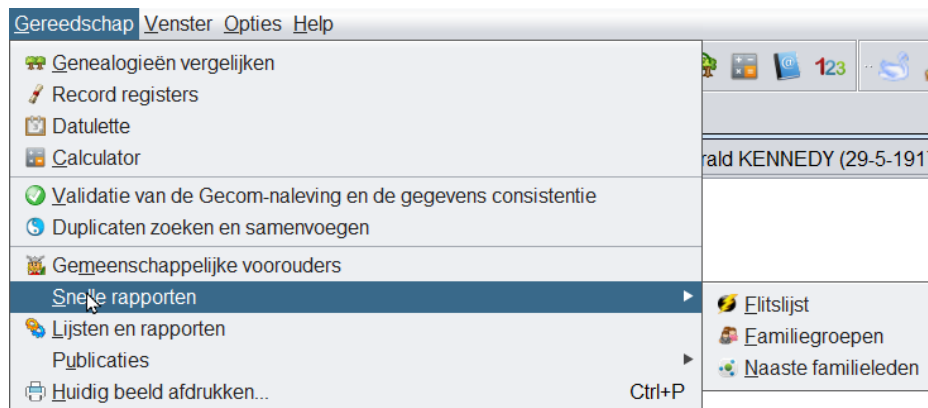 Gereedschap Venster Opties Help
Genealogieën vergelijken
Record registers
123
Datulette
Calculator
rald KENNEDY (29-5-191
Validatie van de Gecom-naleving en de gegevens consistentie
Duplicaten zoeken en samenvoegen
Gemeenschappelijke voorouders
Snelle rapporten
Flitslijst
Lijsten en rapporten
Familiegroepen
Publicaties
Naaste familieleden
Huidig beeld afdrukken... Ctrl+P